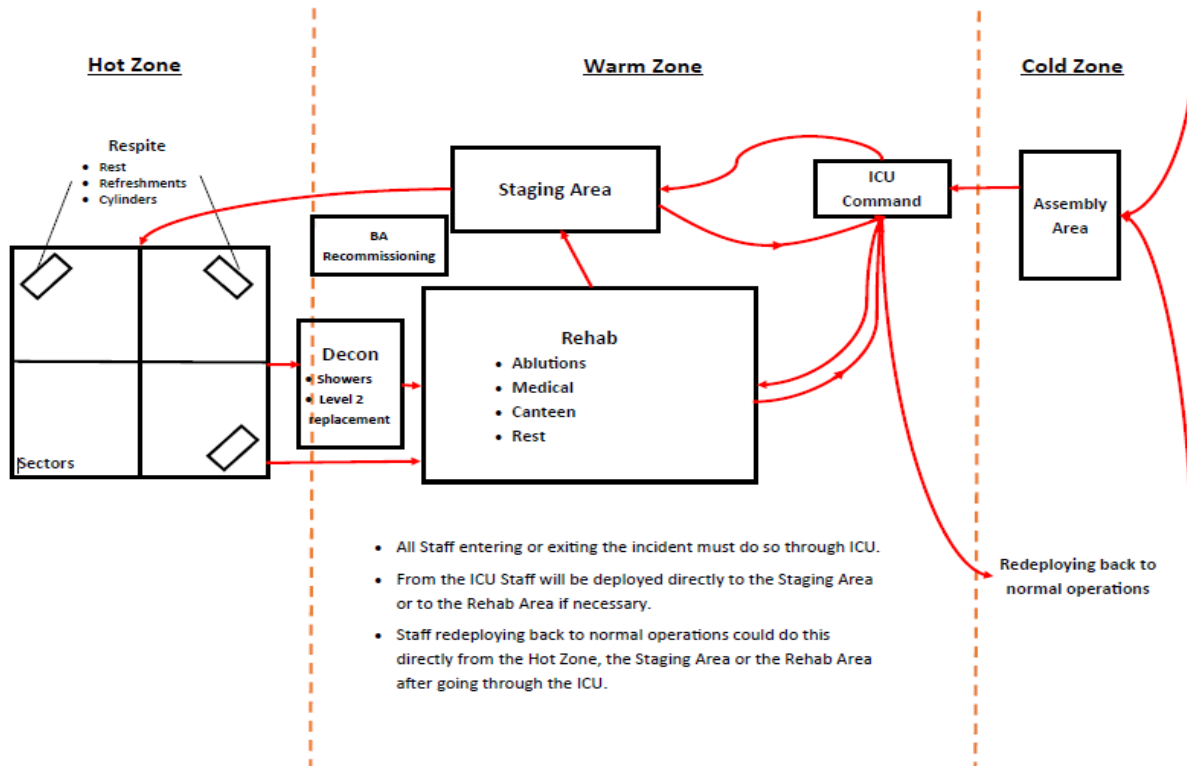 Hot Zone
Warm Zone
Cold Zone
Respite
• Rest
• Refreshments
• Cylinders
Staging Area
ICU
Command
Assembly
Area
BA
Recommissioning
Decon
• Showers
• Level 2
replacement
Rehab
• Ablutions
• Medical
• Canteen
• Rest
Sectors
• All Staff entering or exiting the incident must do so through ICU.
• From the ICU Staff will be deployed directly to the Staging Area
or to the Rehab Area if necessary.
• Staff redeploying back to normal operations could do this
directly from the Hot Zone, the Staging Area or the Rehab Area
after going through the ICU.
Redeploying back to
normal operations